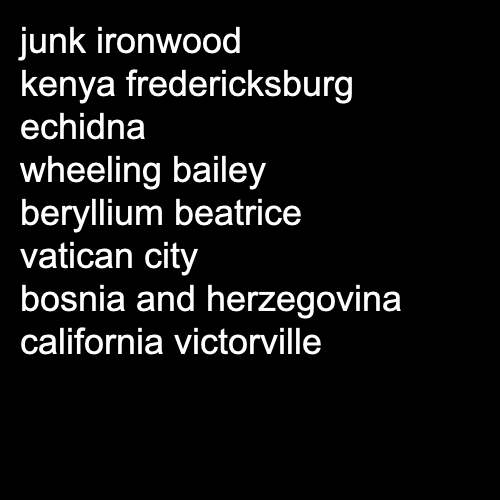 junk ironwood
kenya fredericksburg
echidna
wheeling bailey
beryllium beatrice
vatican city
bosnia and herzegovina
california victorville